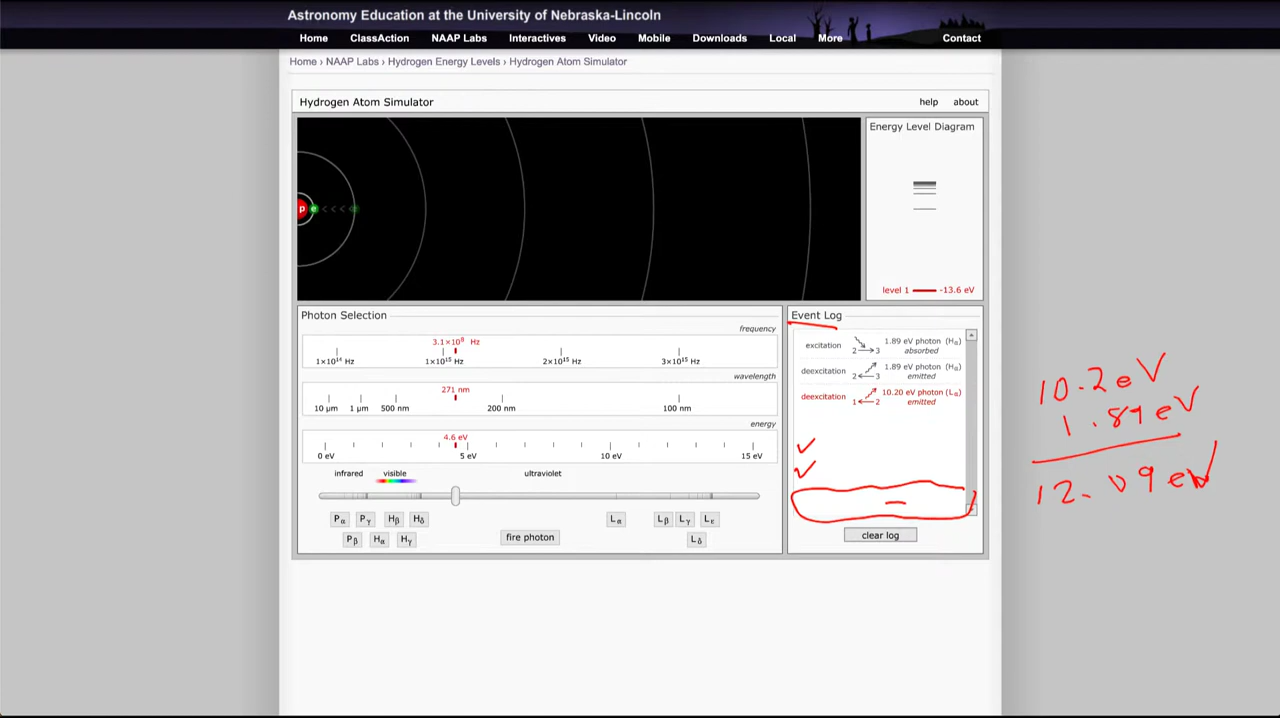 Astronomy Education at the University of Nebraska-Lincoln
Home ClassAction NAAP Labs Interactives Video Mobile Downloads Local More Contact
Home › NAAP Labs › Hydrogen Energy Levels › Hydrogen Atom Simulator
Hydrogen Atom Simulator help about
p e
Energy Level Diagram
level 1 -13.6 eV
Photon Selection
frequency
3.1×10⁸ Hz
1×10¹⁴ Hz 1×10¹⁵ Hz 2×10¹⁵ Hz 3×10¹⁵ Hz
wavelength
271 nm
10 μm 1 μm 500 nm 200 nm 100 nm
energy
4.6 eV
0 eV 5 eV 10 eV 15 eV
infrared visible ultraviolet
Pα Pγ Hβ Hδ Lα Lβ Lγ Lε
Pβ Hα Hγ fire photon Lδ
Event Log
excitation 2 3 1.89 eV photon (Hα)
absorbed
deexcitation 2 3 1.89 eV photon (Hα)
emitted
deexcitation 1 2 10.20 eV photon (Lα)
emitted
clear log
10.2 eV
1.89 eV
12.09 eV